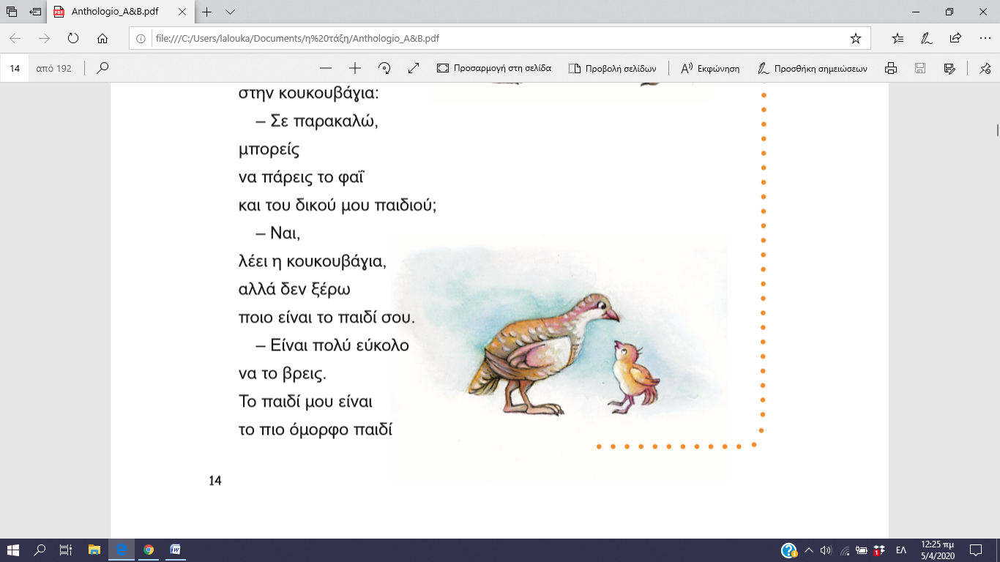 Anthologio_A&B.pdf
file:///C:/Users/lalouka/Documents/η%20τάξη/Anthologio_A&B.pdf
14 από 192 Προσαρμογή στη σελίδα Προβολή σελίδων Εκφώνηση Προσθήκη σημειώσεων
στην κουκουβάγια:
– Σε παρακαλώ,
μπορείς
να πάρεις το φαΐ
και του δικού μου παιδιού;
– Ναι,
λέει η κουκουβάγια,
αλλά δεν ξέρω
ποιο είναι το παιδί σου.
– Είναι πολύ εύκολο
να το βρεις.
Το παιδί μου είναι
το πιο όμορφο παιδί
14
ΕΛ
12:25 πμ
5/4/2020